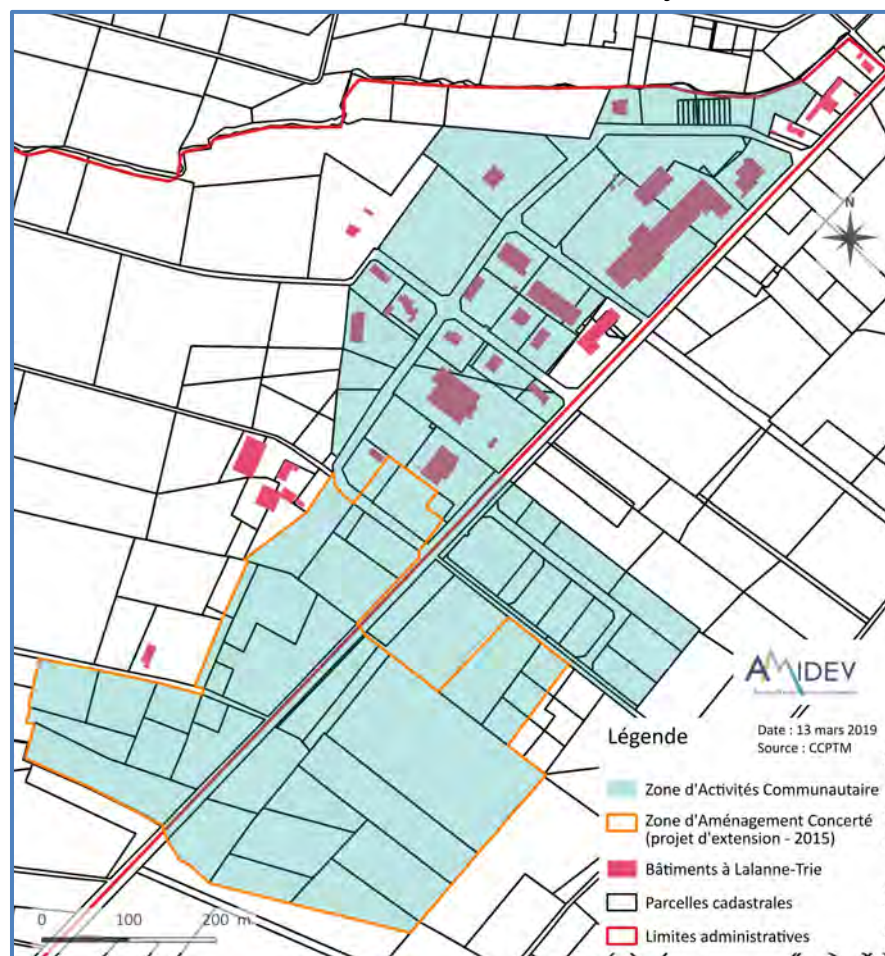 N
AMIDEV
Légende
Date : 13 mars 2019
Source : CCPTM
Zone d'Activités Communautaire
Zone d'Aménagement Concerté
(projet d'extension - 2015)
Bâtiments à Lalanne-Trie
Parcelles cadastrales
Limites administratives
0 100 200 m